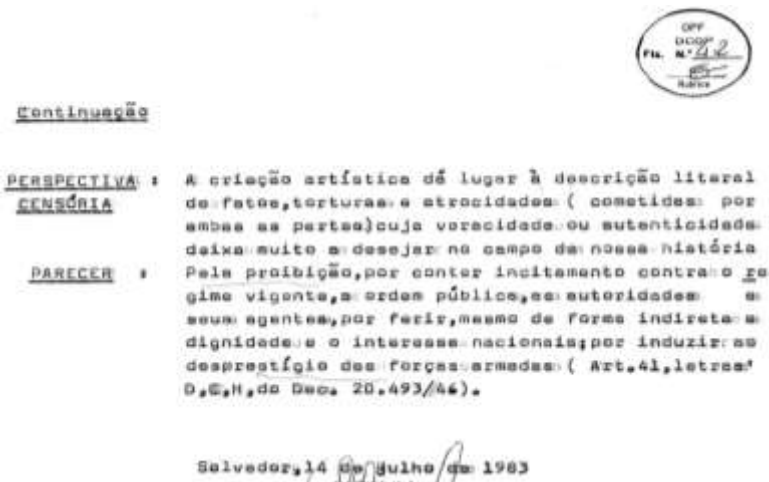 DPF
DCDP
Fls. N.º 42
Rubrica
Continuação
PERSPECTIVA : A criação artística dá lugar à descrição literal
CENSÓRIA de fatos,torturas e atrocidades ( cometidas por
ambas as partes)cuja veracidade ou autenticidade
deixa muito a desejar no campo da nossa história
PARECER : Pela proibição,por conter incitamento contra o re
gime vigente,a ordem pública,as autoridades e
seus agentes,por ferir,mesmo de forma indireta a
dignidade e o interesse nacionais;por induzir ao
desprestígio das forças armadas ( Art.41,letras'
D,G,H,do Dec. 20.493/46).
Salvador,14 de julho de 1983